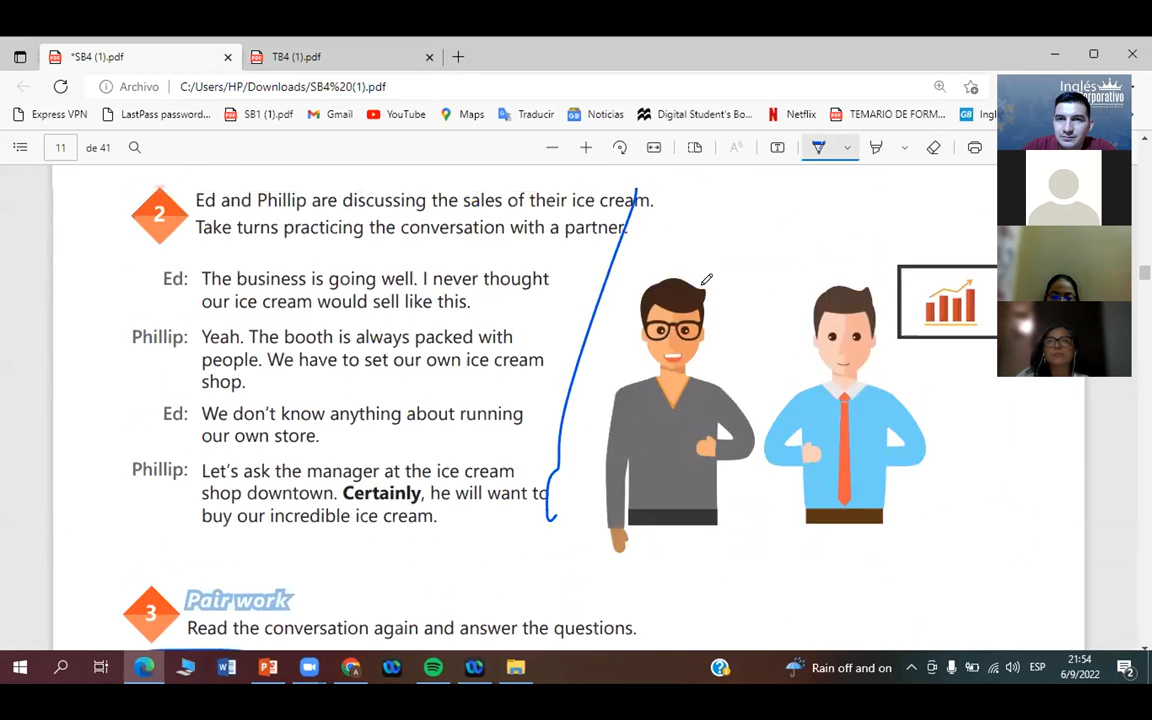 *SB4 (1).pdf
TB4 (1).pdf
Archivo
C:/Users/HP/Downloads/SB4%20(1).pdf
Express VPN
LastPass password...
SB1 (1).pdf
Gmail
YouTube
Maps
Traducir
Noticias
Digital Student's Bo...
Netflix
TEMARIO DE FORM...
Ingl
11 de 41
Inglés
Corporativo
2
Ed and Phillip are discussing the sales of their ice cream.
Take turns practicing the conversation with a partner.
Ed: The business is going well. I never thought
our ice cream would sell like this.
Phillip: Yeah. The booth is always packed with
people. We have to set our own ice cream
shop.
Ed: We don't know anything about running
our own store.
Phillip: Let's ask the manager at the ice cream
shop downtown. Certainly, he will want to
buy our incredible ice cream.
3
Pair work
Read the conversation again and answer the questions.
Rain off and on
ESP
21:54
6/9/2022
2